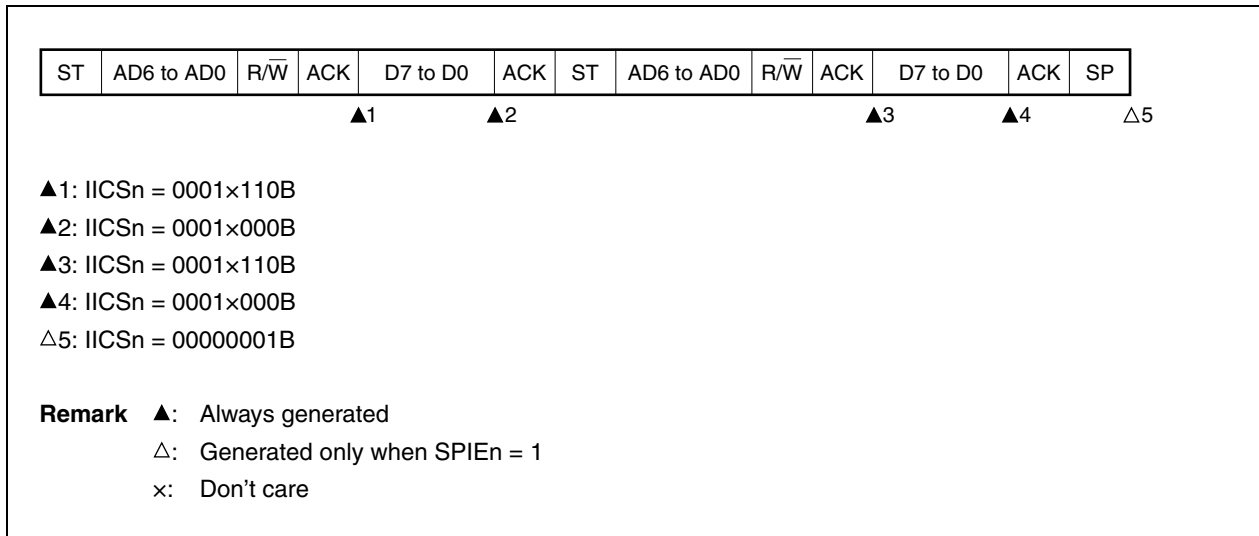 ST AD6 to AD0 R/W̅ ACK D7 to D0 ACK ST AD6 to AD0 R/W̅ ACK D7 to D0 ACK SP
▲1 ▲2 ▲3 ▲4 △5
▲1: IICSn = 0001×110B
▲2: IICSn = 0001×000B
▲3: IICSn = 0001×110B
▲4: IICSn = 0001×000B
△5: IICSn = 00000001B
Remark ▲: Always generated
△: Generated only when SPIEn = 1
×: Don't care